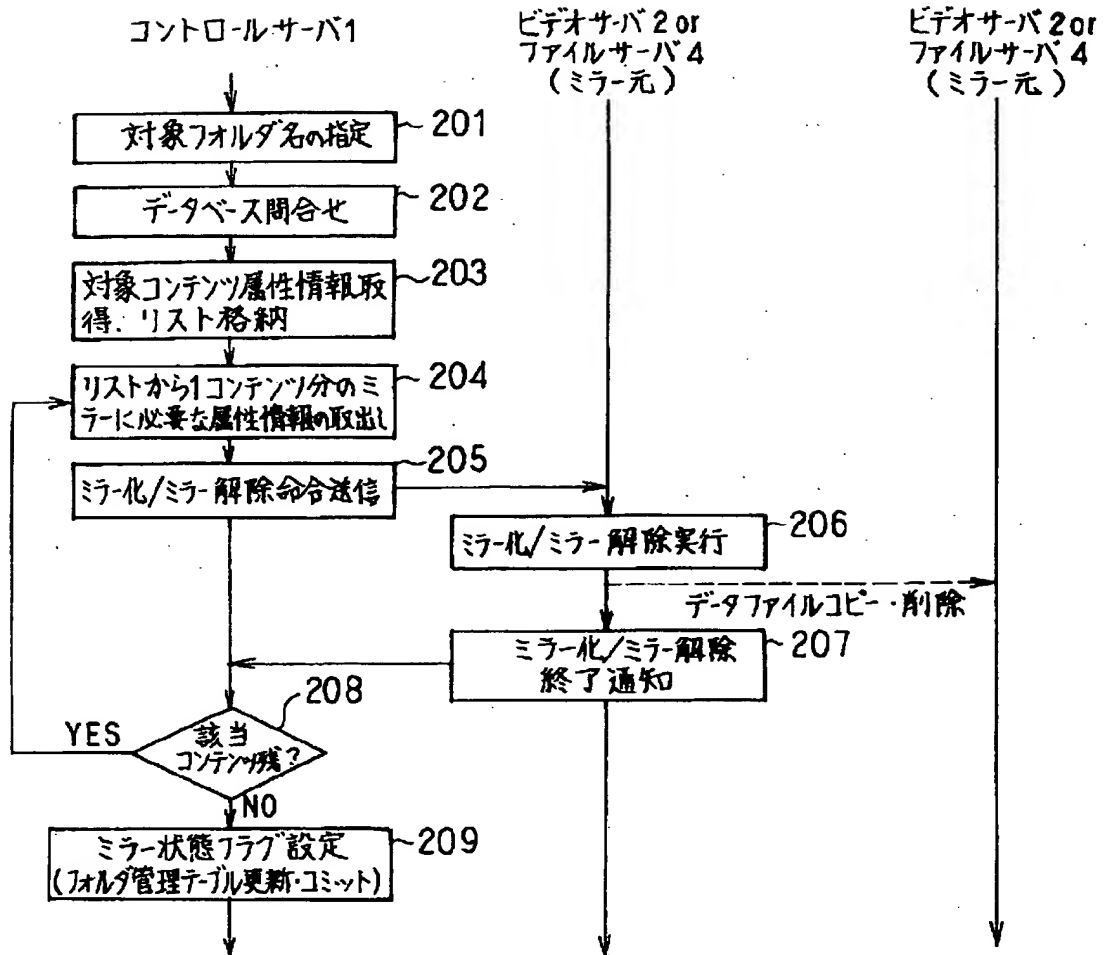 コントロールサーバ1
ビデオサーバ2 or
ファイルサーバ4
(ミラー元)
ビデオサーバ2 or
ファイルサーバ4
(ミラー元)
対象フォルダ名の指定
201
データベース問合せ
202
対象コンテンツ属性情報取
得、リスト格納
203
リストから1コンテンツ分のミ
ラーに必要な属性情報の取出し
204
ミラー化/ミラー解除命令送信
205
ミラー化/ミラー解除実行
206
データファイルコピー・削除
ミラー化/ミラー解除
終了通知
207
208
該当
コンテンツ残?
YES
NO
ミラー状態フラグ設定
(フォルダ管理テーブル更新・コミット)
209